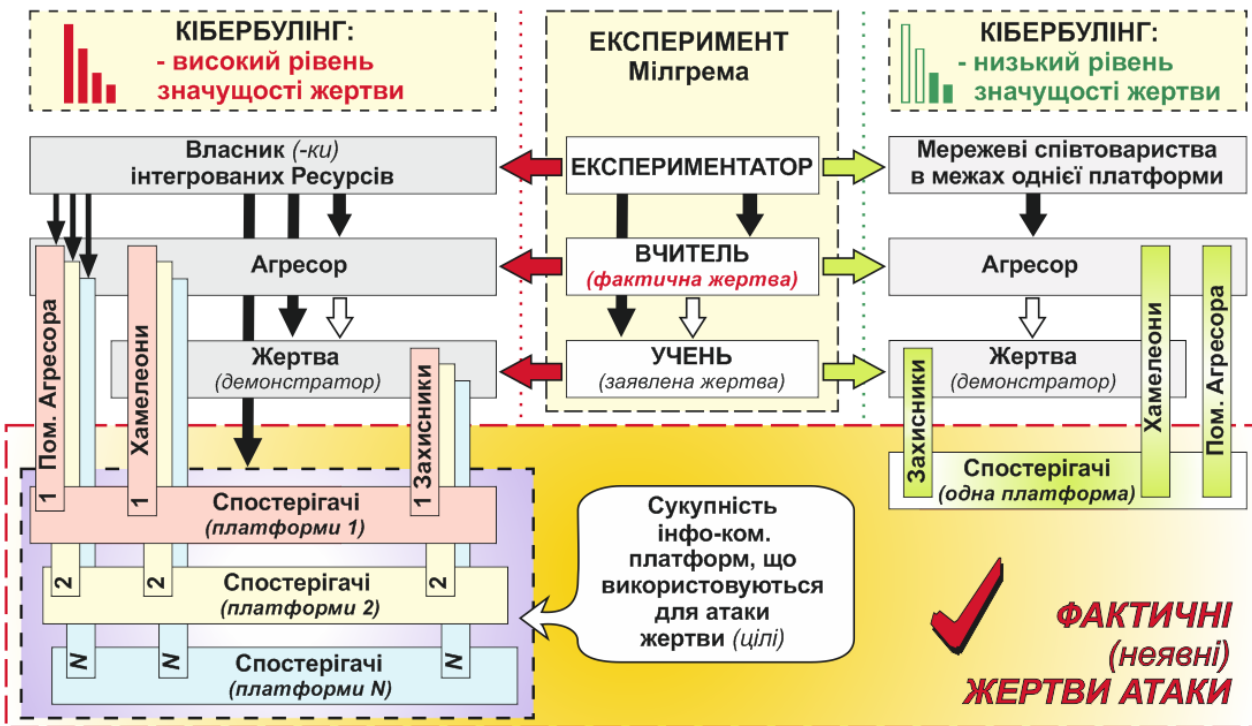 КІБЕРБУЛІНГ:
- високий рівень
значущості жертви
ЕКСПЕРИМЕНТ
Мілгрема
КІБЕРБУЛІНГ:
- низький рівень
значущості жертви
Власник (-ки)
інтегрованих Ресурсів
ЕКСПЕРИМЕНТАТОР
Мережеві співтовариства
в межах однієї платформи
Агресор
ВЧИТЕЛЬ
(фактична жертва)
Агресор
Жертва
(демонстратор)
УЧЕНЬ
(заявлена жертва)
Жертва
(демонстратор)
1 Пом. Агресора
1 Хамелеони
1 Захисники
Захисники
Хамелеони
Пом. Агресора
Спостерігачі
(платформи 1)
Спостерігачі
(одна платформа)
2
2
2
Спостерігачі
(платформи 2)
N
N
N
Спостерігачі
(платформи N)
Сукупність
інфо-ком.
платформ, що
використовуються
для атаки
жертви (цілі)
ФАКТИЧНІ
(неявні)
ЖЕРТВИ АТАКИ